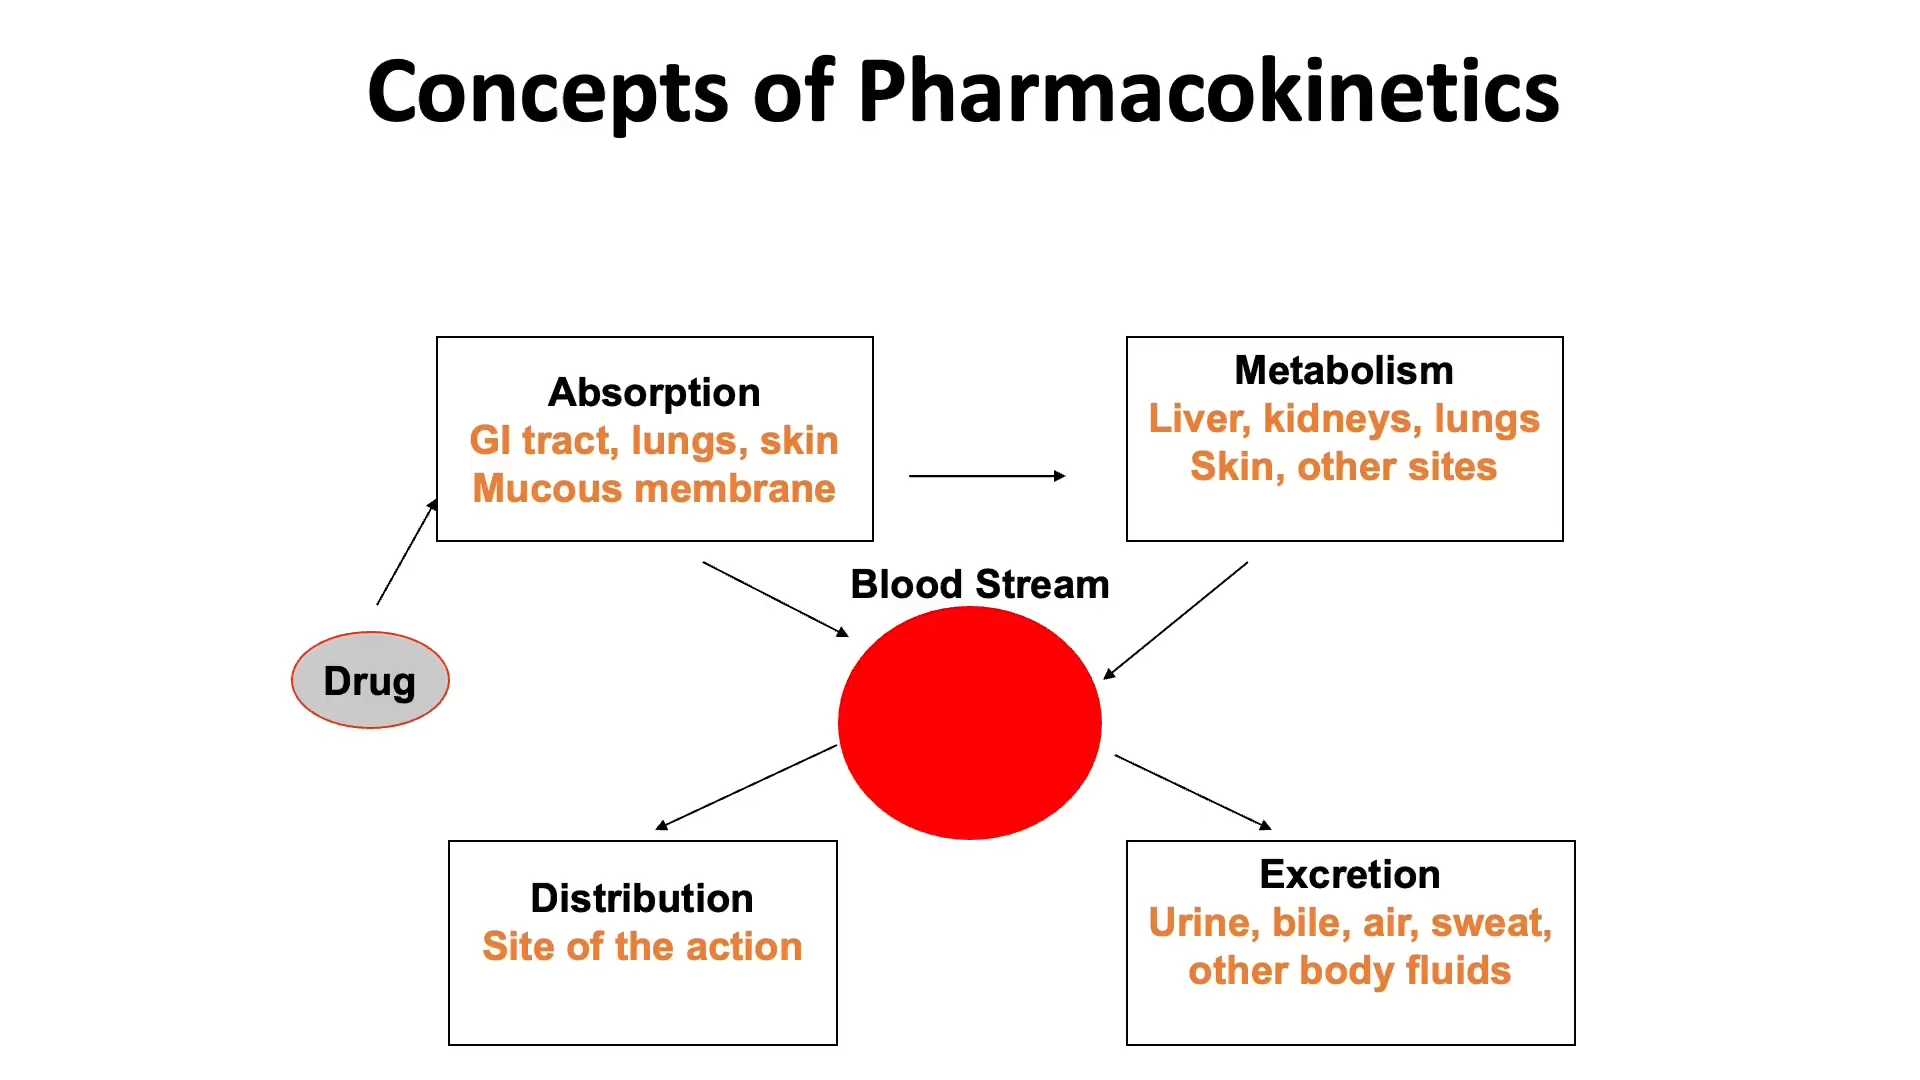 Concepts of Pharmacokinetics
Absorption
GI tract, lungs, skin
Mucous membrane
Metabolism
Liver, kidneys, lungs
Skin, other sites
Blood Stream
Drug
Distribution
Site of the action
Excretion
Urine, bile, air, sweat,
other body fluids